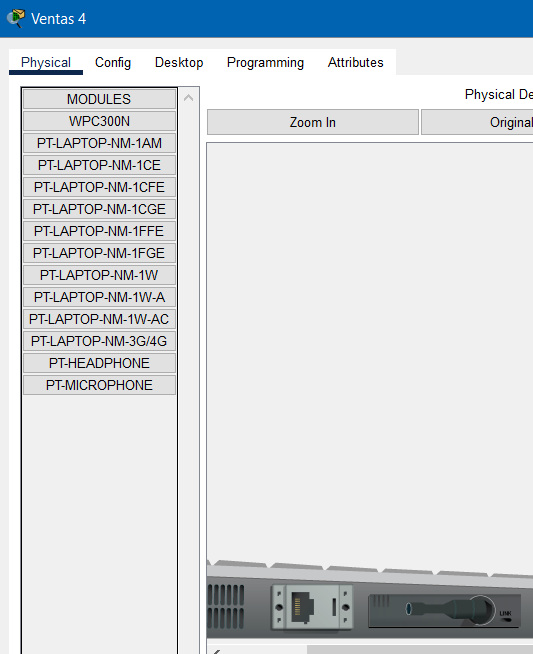 Ventas 4
Physical Config Desktop Programming Attributes
MODULES
WPC300N
PT-LAPTOP-NM-1AM
PT-LAPTOP-NM-1CE
PT-LAPTOP-NM-1CFE
PT-LAPTOP-NM-1CGE
PT-LAPTOP-NM-1FFE
PT-LAPTOP-NM-1FGE
PT-LAPTOP-NM-1W
PT-LAPTOP-NM-1W-A
PT-LAPTOP-NM-1W-AC
PT-LAPTOP-NM-3G/4G
PT-HEADPHONE
PT-MICROPHONE
Physical De
Zoom In Original
LINK